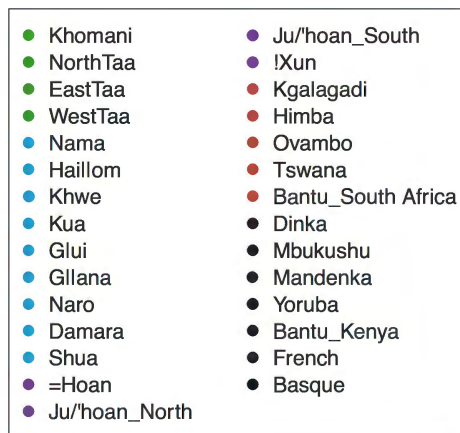 Khomani
NorthTaa
EastTaa
WestTaa
Nama
Haillom
Khwe
Kua
Glui
Gllana
Naro
Damara
Shua
=Hoan
Ju/'hoan_North
Ju/'hoan_South
!Xun
Kgalagadi
Himba
Ovambo
Tswana
Bantu_South Africa
Dinka
Mbukushu
Mandenka
Yoruba
Bantu_Kenya
French
Basque